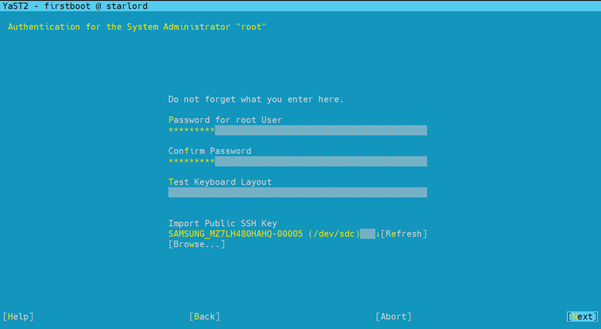 YaST2 - firstboot @ starlord
Authentication for the System Administrator "root"
Do not forget what you enter here.
Password for root User
*********
Confirm Password
*********
Test Keyboard Layout
Import Public SSH Key
SAMSUNG_MZ7LH480HAHQ-00005 (/dev/sdc) ↓[Refresh]
[Browse...]
[Help] [Back] [Abort] [Next]